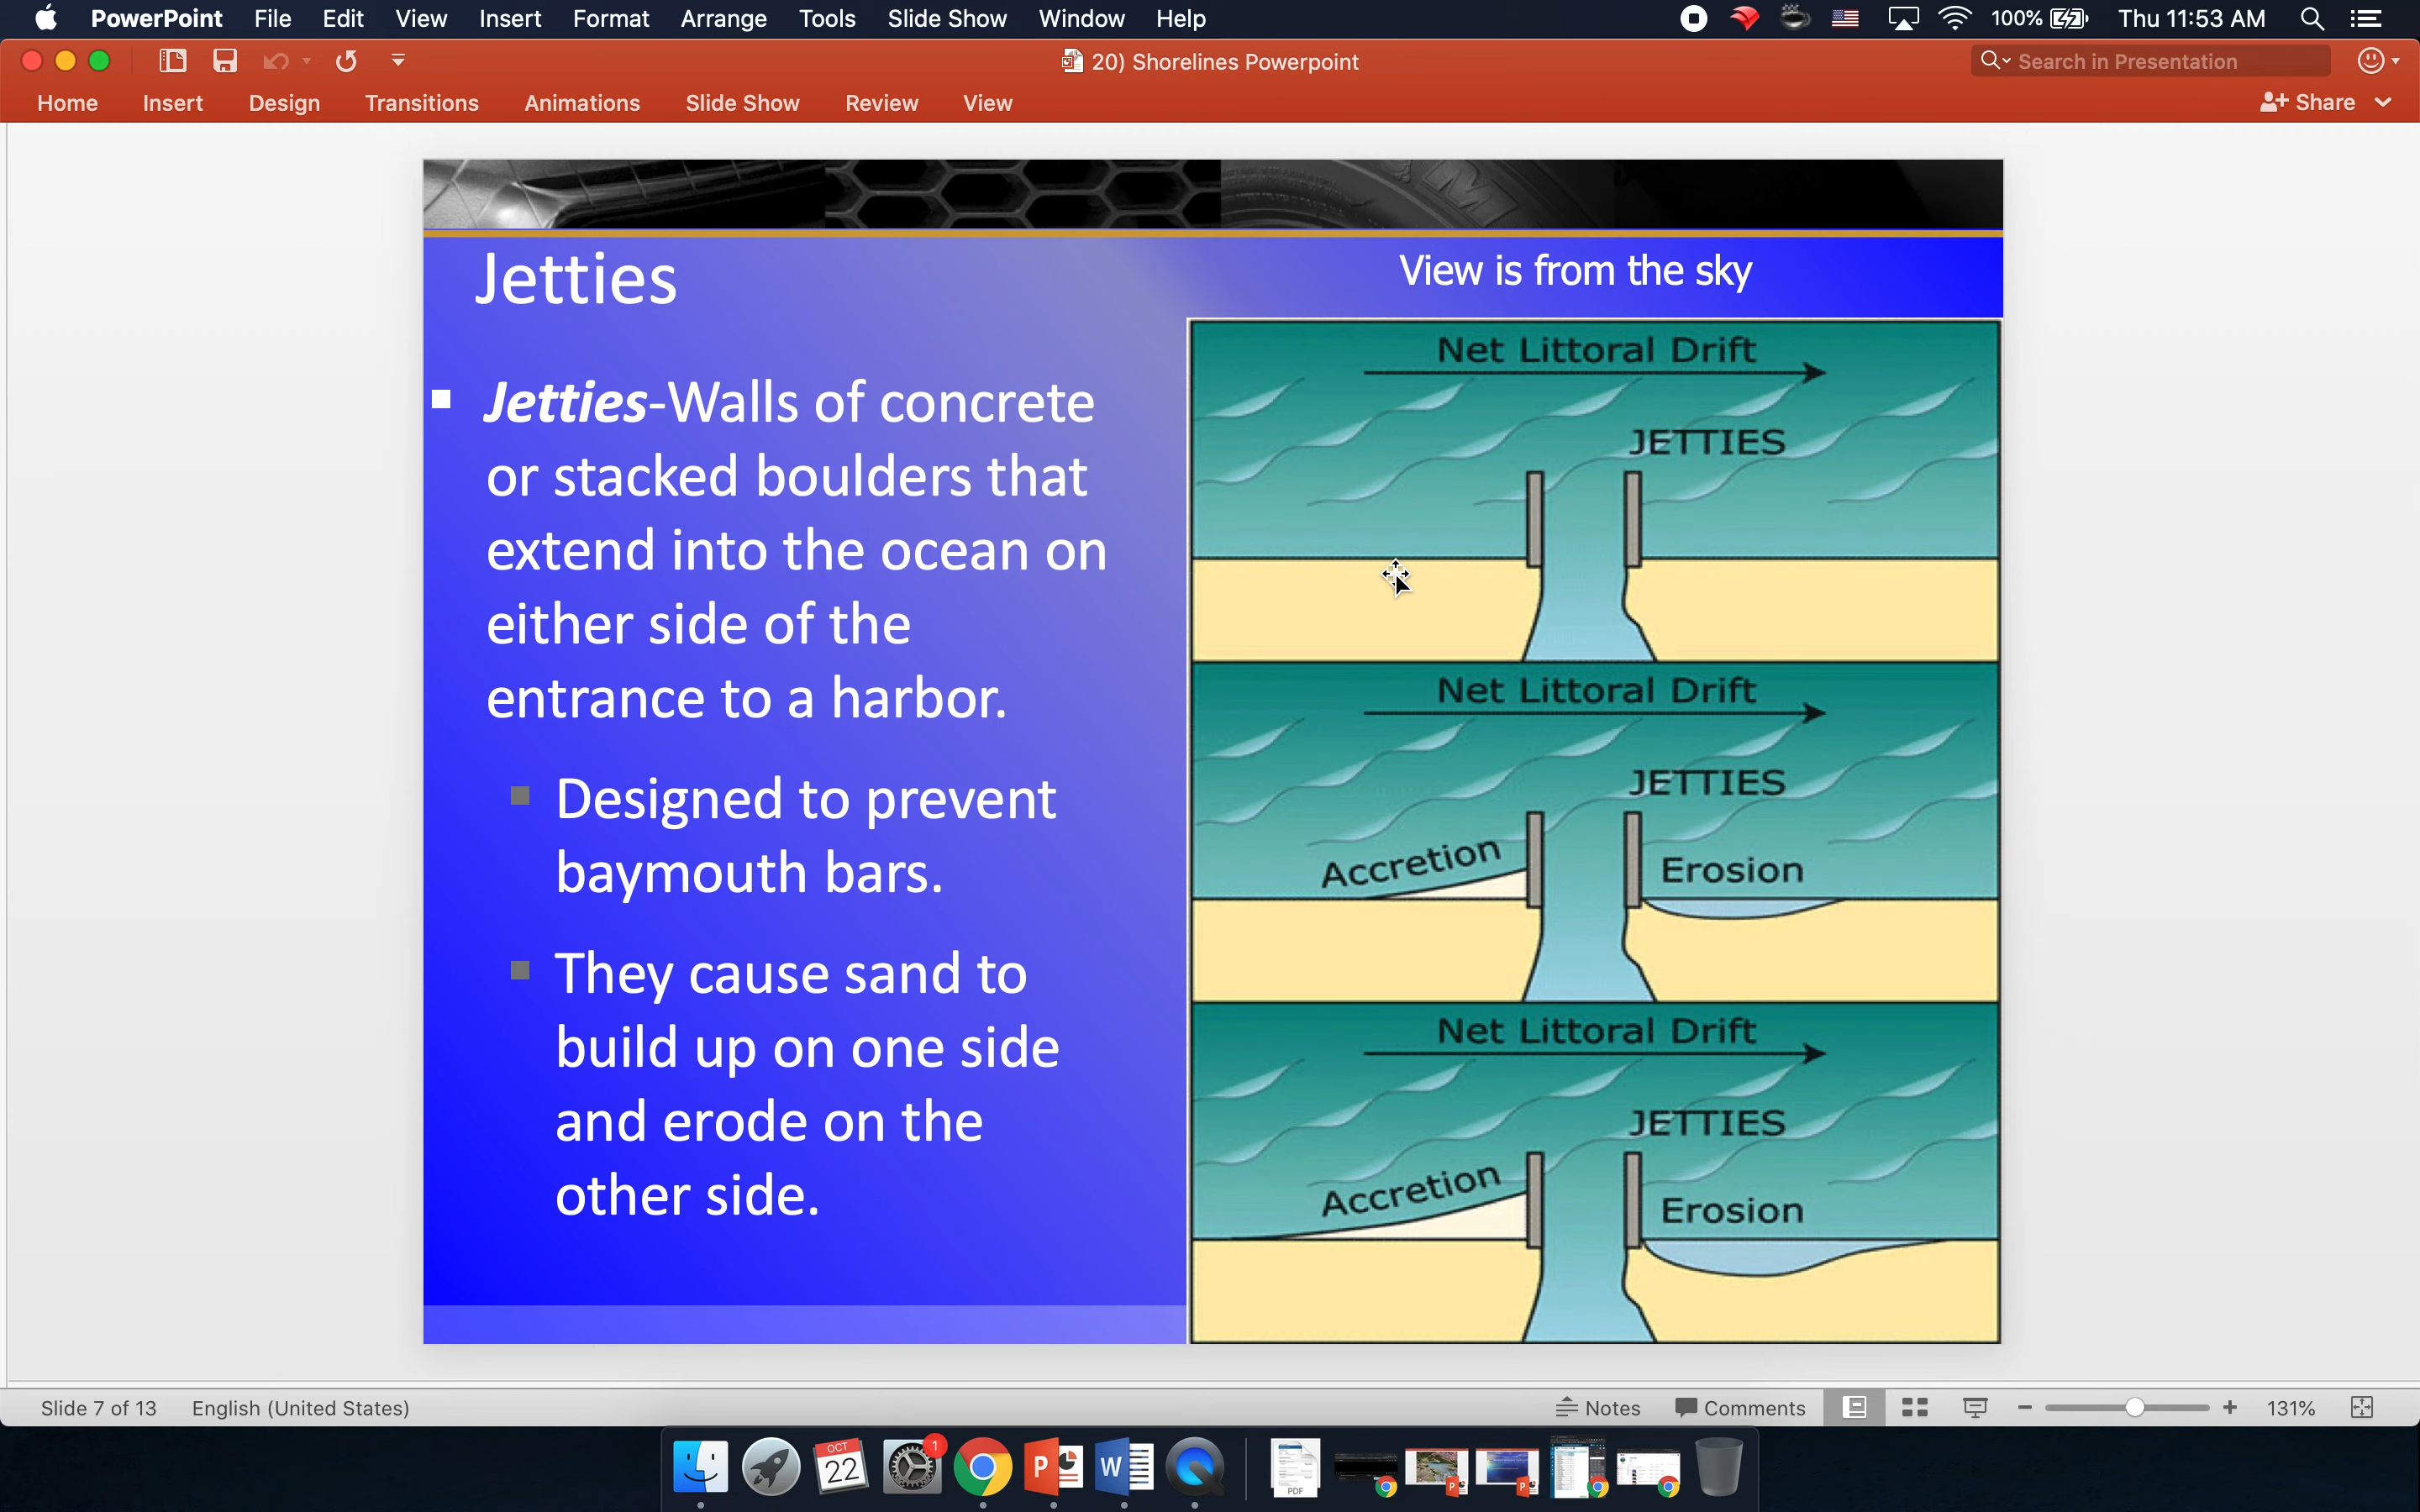 PowerPoint File Edit View Insert Format Arrange Tools Slide Show Window Help 100% Thu 11:53 AM
20) Shorelines Powerpoint
Search in Presentation
Home Insert Design Transitions Animations Slide Show Review View Share
Jetties
View is from the sky
Jetties-Walls of concrete
or stacked boulders that
extend into the ocean on
either side of the
entrance to a harbor.
Designed to prevent
baymouth bars.
They cause sand to
build up on one side
and erode on the
other side.
Net Littoral Drift
JETTIES
Net Littoral Drift
JETTIES
Accretion
Erosion
Net Littoral Drift
JETTIES
Accretion
Erosion
Slide 7 of 13 English (United States) Notes Comments 131%
OCT
22
1
P
W
PDF